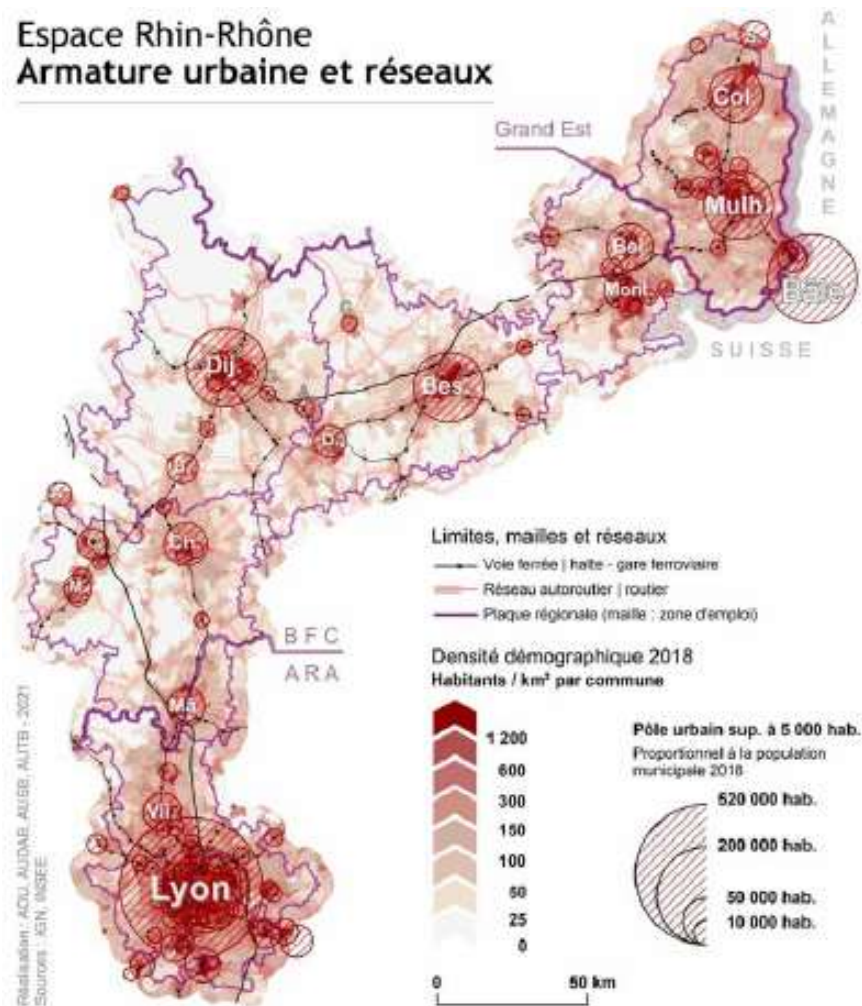 Espace Rhin-Rhône
Armature urbaine et réseaux
ALLEMAGNE
Grand Est
Col.
Mulh.
Bel.
Mont.
Bâle
SUISSE
Dij.
Bes.
D.
Ch.
BFC
ARA
Mâ.
Vil.
Lyon
Limites, mailles et réseaux
Voie ferrée | halte - gare ferroviaire
Réseau autoroutier | routier
Plaque régionale (maille : zone d'emploi)
Densité démographique 2018
Habitants / km² par commune
1 200
600
300
150
100
50
25
0
Pôle urbain sup. à 5 000 hab.
Proportionnel à la population
municipale 2018
520 000 hab.
200 000 hab.
50 000 hab.
10 000 hab.
0 50 km
Réalisation : ADU, AUDAB, AUSB, AUTB - 2021
Sources : IGN, INSEE